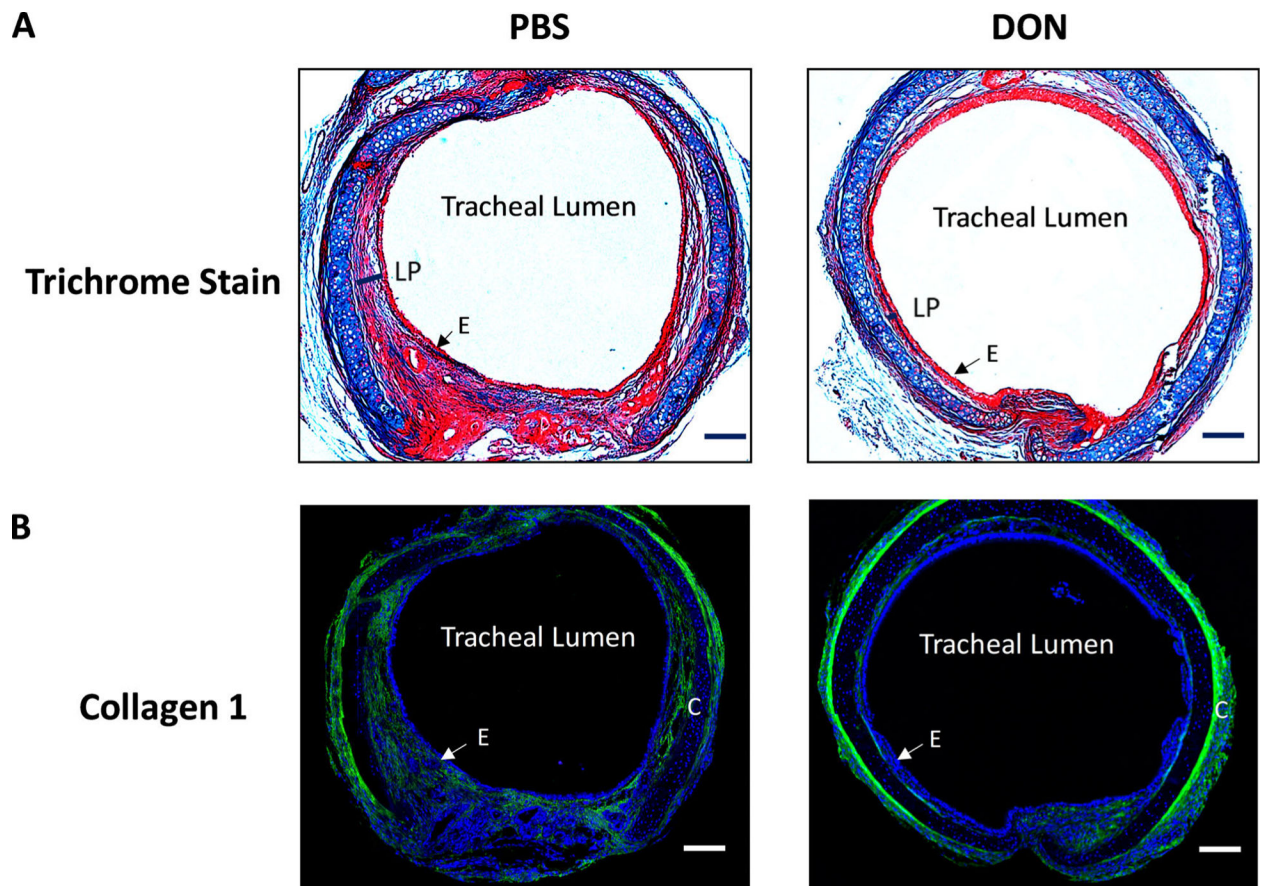 A
PBS
DON
Trichrome Stain
Tracheal Lumen
LP
C
E
Tracheal Lumen
LP
E
B
Collagen 1
Tracheal Lumen
C
E
Tracheal Lumen
C
E